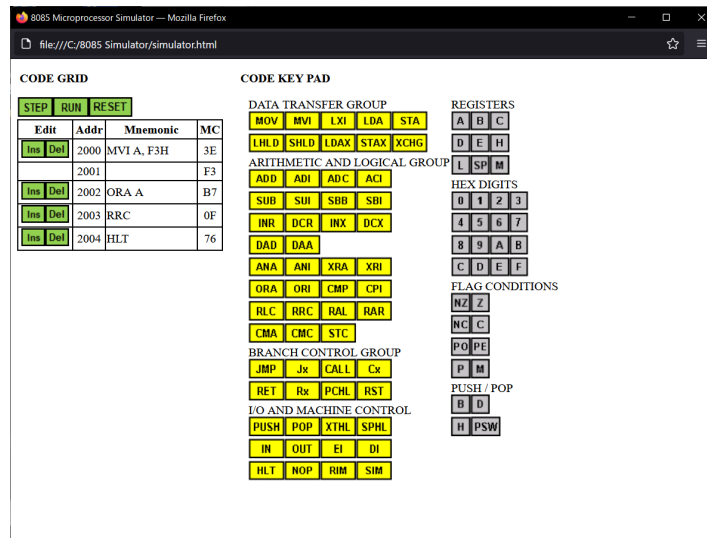 8085 Microprocessor Simulator — Mozilla Firefox
file:///C:/8085 Simulator/simulator.html
CODE GRID
STEP RUN RESET
Edit Addr Mnemonic MC
Ins Del 2000 MVI A, F3H 3E
2001 F3
Ins Del 2002 ORA A B7
Ins Del 2003 RRC 0F
Ins Del 2004 HLT 76
CODE KEY PAD
DATA TRANSFER GROUP
MOV MVI LXI LDA STA
LHLD SHLD LDAX STAX XCHG
ARITHMETIC AND LOGICAL GROUP
ADD ADI ADC ACI
SUB SUI SBB SBI
INR DCR INX DCX
DAD DAA
ANA ANI XRA XRI
ORA ORI CMP CPI
RLC RRC RAL RAR
CMA CMC STC
BRANCH CONTROL GROUP
JMP Jx CALL Cx
RET Rx PCHL RST
I/O AND MACHINE CONTROL
PUSH POP XTHL SPHL
IN OUT EI DI
HLT NOP RIM SIM
REGISTERS
A B C
D E H
L SP M
HEX DIGITS
0 1 2 3
4 5 6 7
8 9 A B
C D E F
FLAG CONDITIONS
NZ Z
NC C
PO PE
P M
PUSH / POP
B D
H PSW